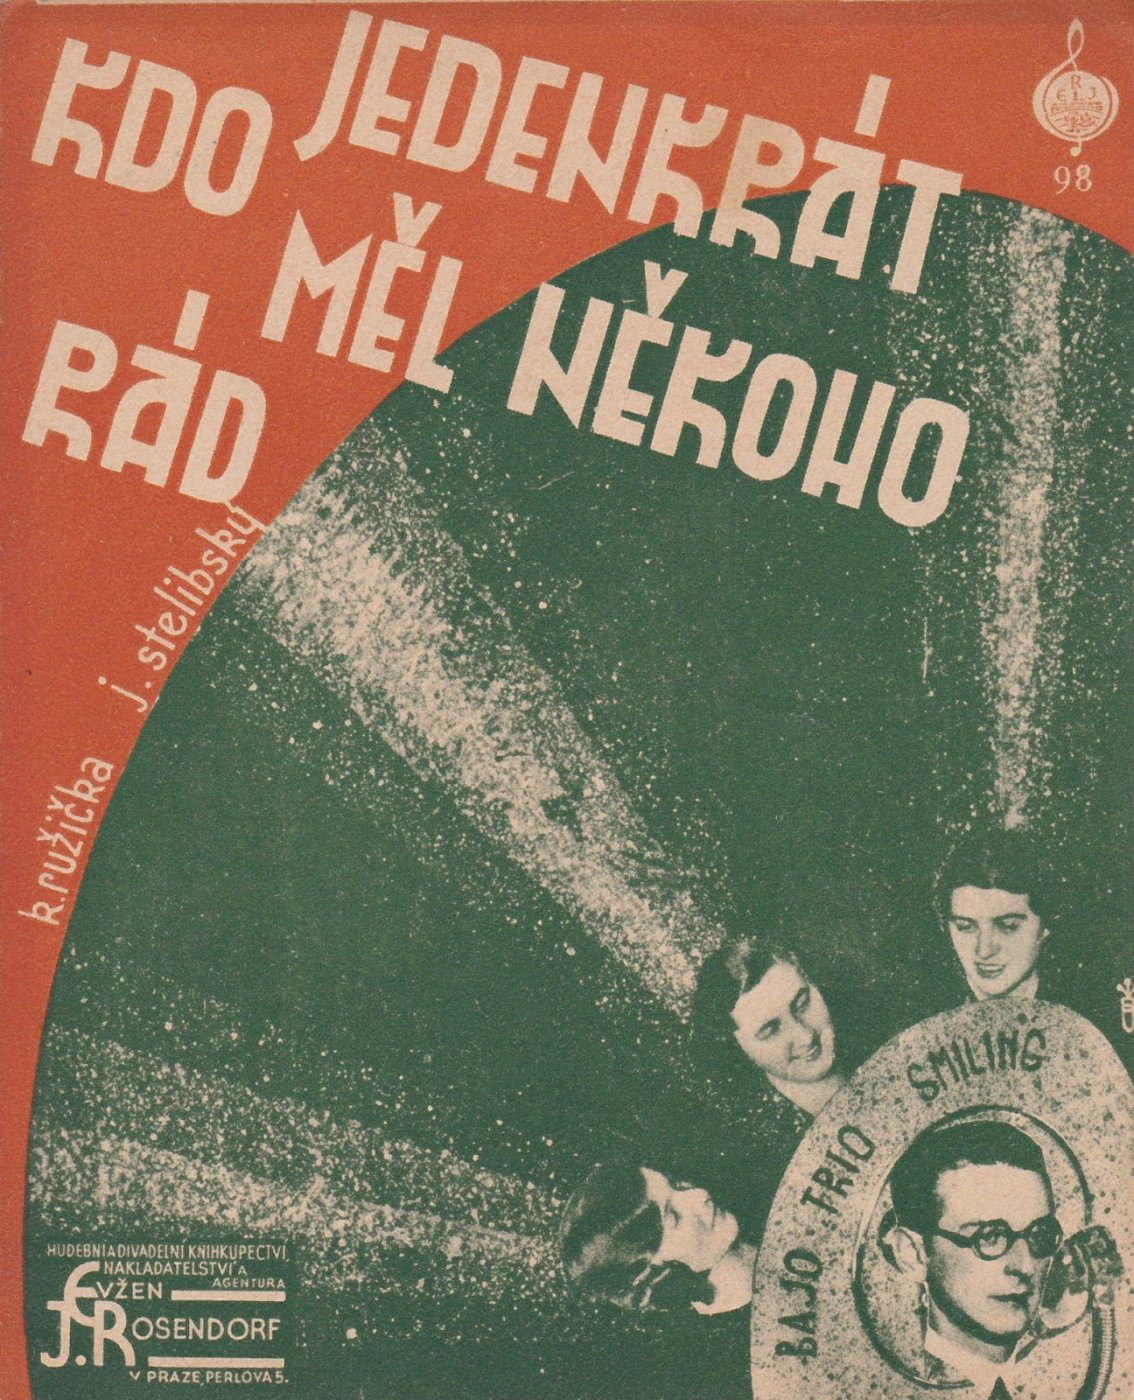 KDO JEDENKRÁT
MĚL NĚKOHO
RÁD
98
k. ružička j. stelibský
BAJO TRIO SMILING
HUDEBNÍ A DIVADELNÍ KNIHKUPECTVÍ
NAKLADATELSTVÍ A
AGENTURA
EVŽEN
J. ROSENDORF
V PRAZE, PERLOVA 5.